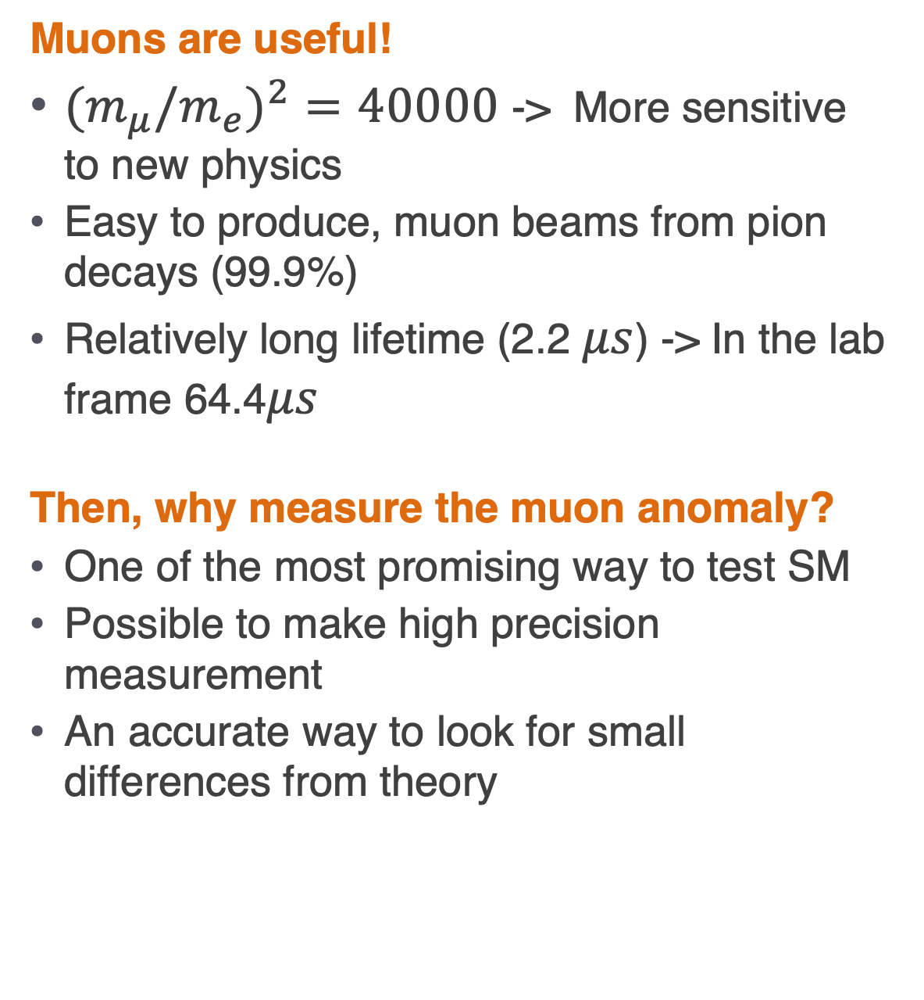 Muons are useful!
• $(m_\mu/m_e)^2 = 40000$ -> More sensitive
to new physics
• Easy to produce, muon beams from pion
decays (99.9%)
• Relatively long lifetime (2.2 $\mu s$) -> In the lab
frame 64.4$\mu s$
Then, why measure the muon anomaly?
• One of the most promising way to test SM
• Possible to make high precision
measurement
• An accurate way to look for small
differences from theory